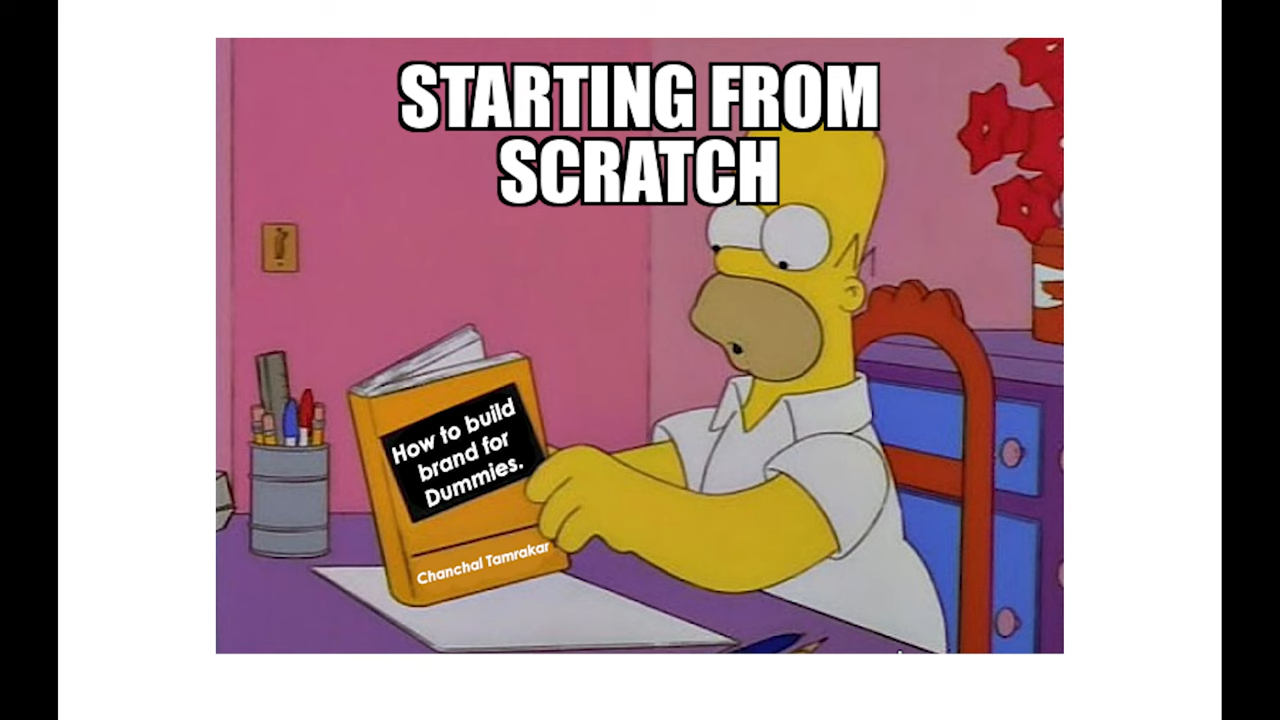 STARTING FROM
SCRATCH
How to build
brand for
Dummies.
Chanchal Tamrakar